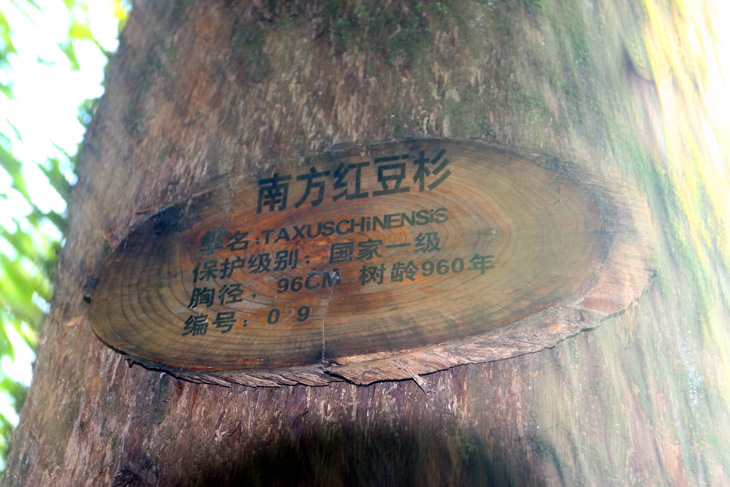 南方红豆杉
学名:TAXUSCHiNENSiS
保护级别：国家一级
胸径：96CM 树龄960年
编号：09